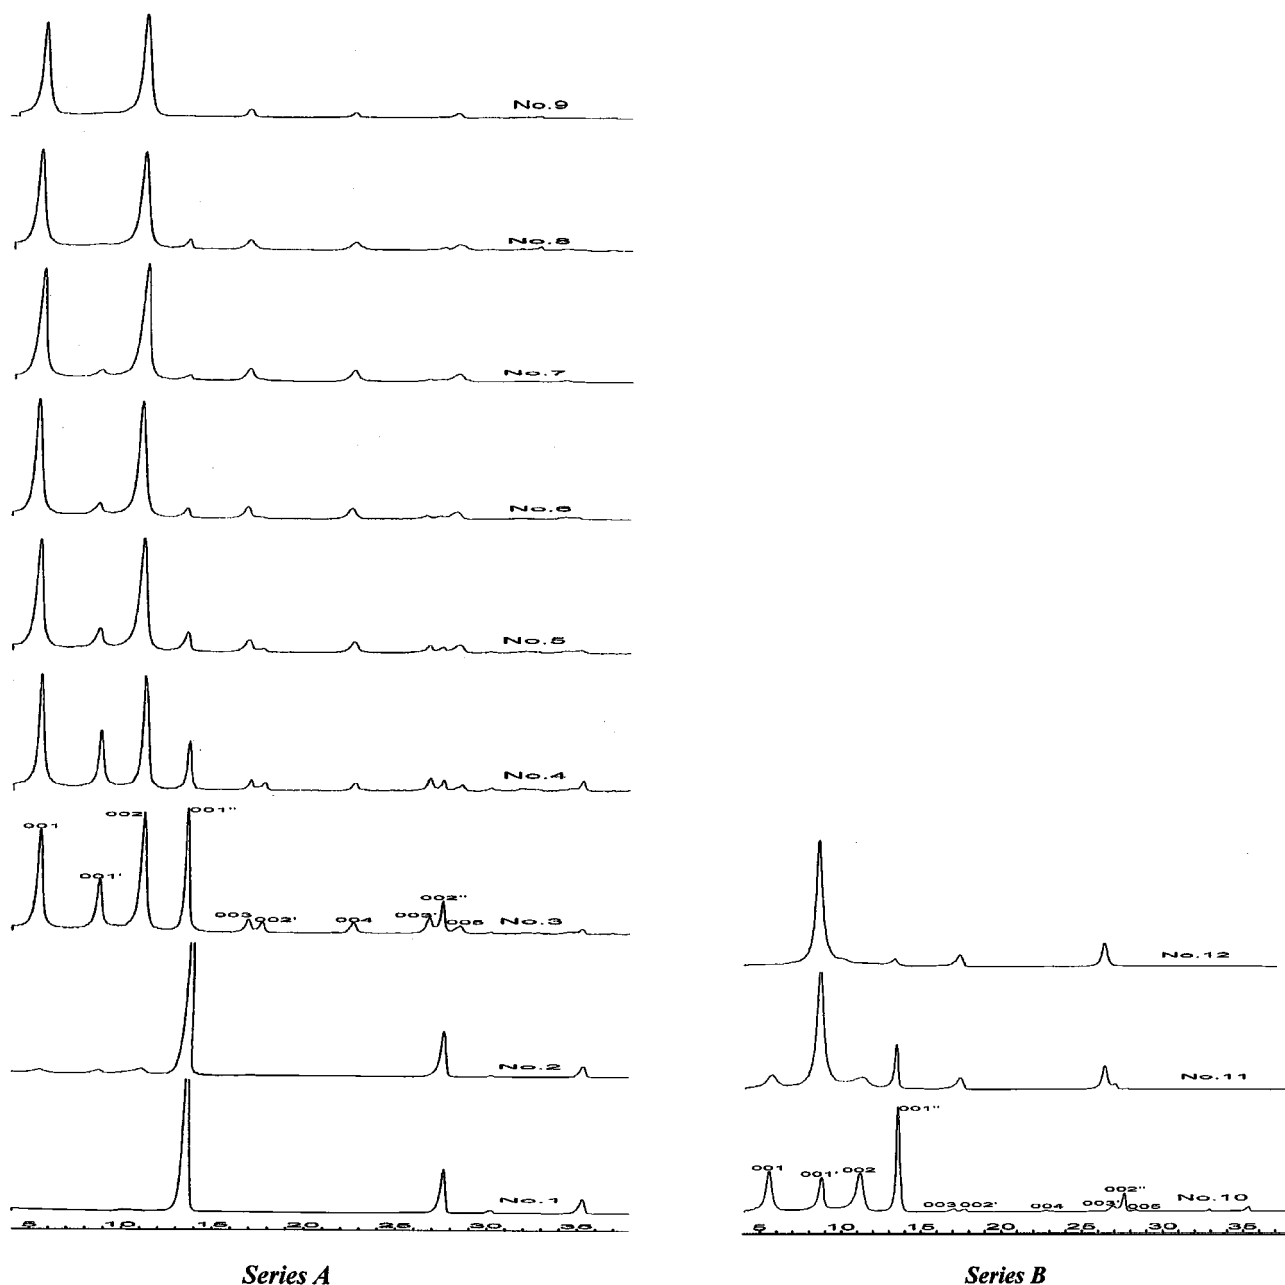 No.9
No.8
No.7
No.6
No.5
No.4
001 002 001''
001'
002''
003 002' 004 003' 005 No.3
No.2
No.1
5 10 15 20 25 30 35
Series A
No.12
No.11
001''
001 001' 002
002''
003 002' 004 003' 005 No.10
5 10 15 20 25 30 35
Series B